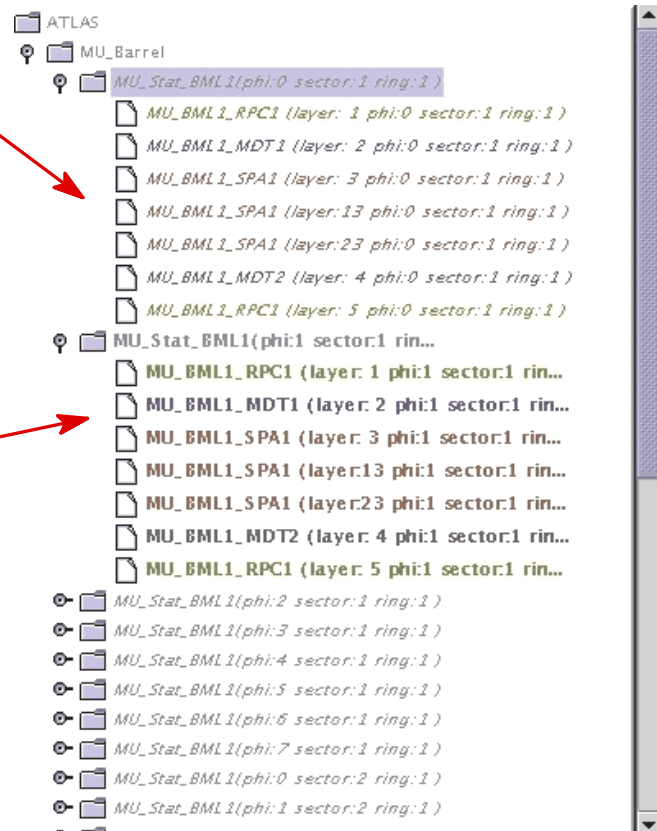 ATLAS
MU_Barrel
MU_Stat_BML1(phi:0 sector:1 ring:1 )
MU_BML1_RPC1 (layer: 1 phi:0 sector:1 ring:1 )
MU_BML1_MDT1 (layer: 2 phi:0 sector:1 ring:1 )
MU_BML1_SPA1 (layer: 3 phi:0 sector:1 ring:1 )
MU_BML1_SPA1 (layer:13 phi:0 sector:1 ring:1 )
MU_BML1_SPA1 (layer:23 phi:0 sector:1 ring:1 )
MU_BML1_MDT2 (layer: 4 phi:0 sector:1 ring:1 )
MU_BML1_RPC1 (layer: 5 phi:0 sector:1 ring:1 )
MU_Stat_BML1(phi:1 sector:1 rin...
MU_BML1_RPC1 (layer: 1 phi:1 sector:1 rin...
MU_BML1_MDT1 (layer: 2 phi:1 sector:1 rin...
MU_BML1_SPA1 (layer: 3 phi:1 sector:1 rin...
MU_BML1_SPA1 (layer:13 phi:1 sector:1 rin...
MU_BML1_SPA1 (layer:23 phi:1 sector:1 rin...
MU_BML1_MDT2 (layer: 4 phi:1 sector:1 rin...
MU_BML1_RPC1 (layer: 5 phi:1 sector:1 rin...
MU_Stat_BML1(phi:2 sector:1 ring:1 )
MU_Stat_BML1(phi:3 sector:1 ring:1 )
MU_Stat_BML1(phi:4 sector:1 ring:1 )
MU_Stat_BML1(phi:5 sector:1 ring:1 )
MU_Stat_BML1(phi:6 sector:1 ring:1 )
MU_Stat_BML1(phi:7 sector:1 ring:1 )
MU_Stat_BML1(phi:0 sector:2 ring:1 )
MU_Stat_BML1(phi:1 sector:2 ring:1 )